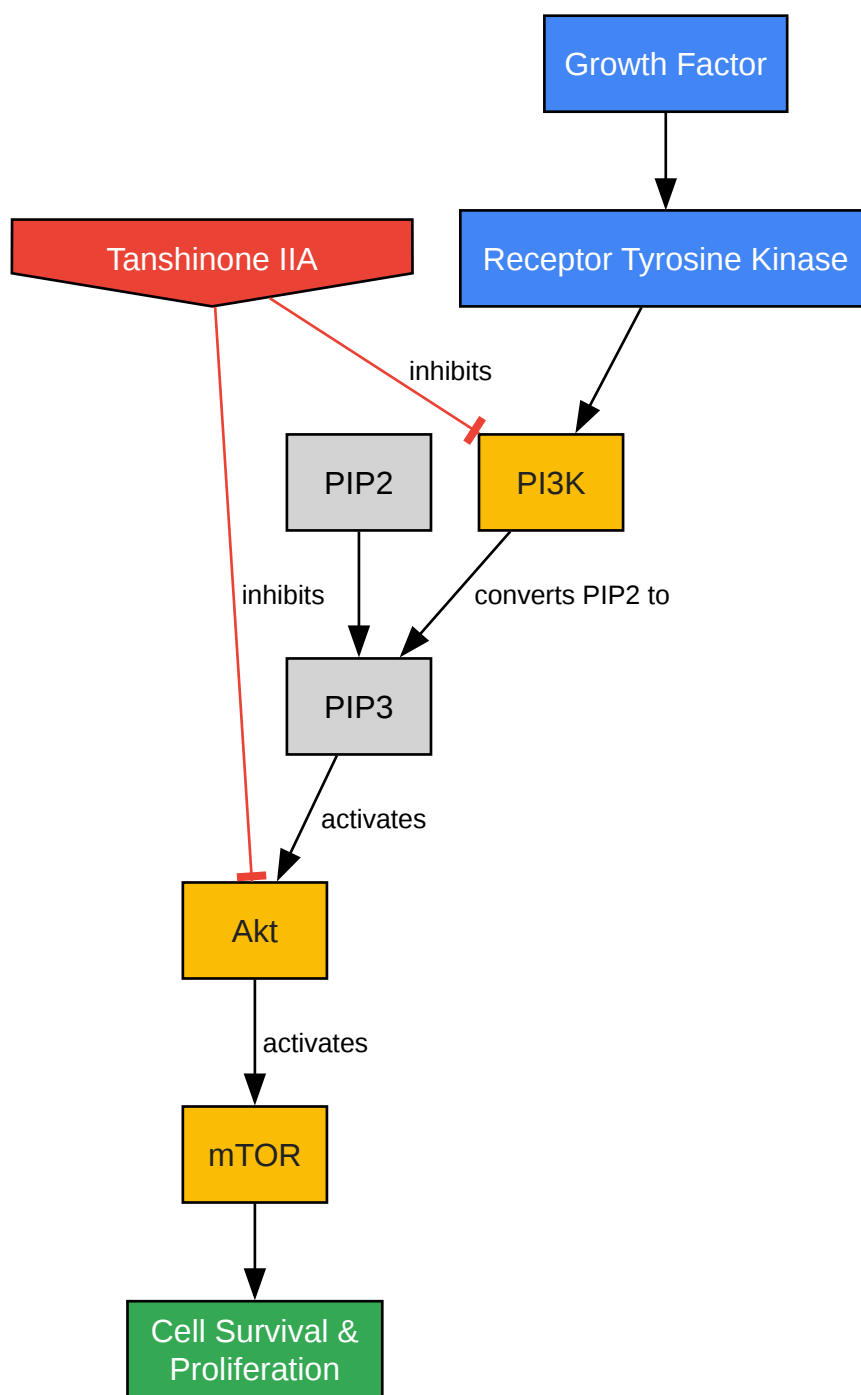 Growth Factor
Tanshinone IIA
Receptor Tyrosine Kinase
inhibits
PIP2
PI3K
inhibits
converts PIP2 to
PIP3
activates
Akt
activates
mTOR
Cell Survival &
Proliferation